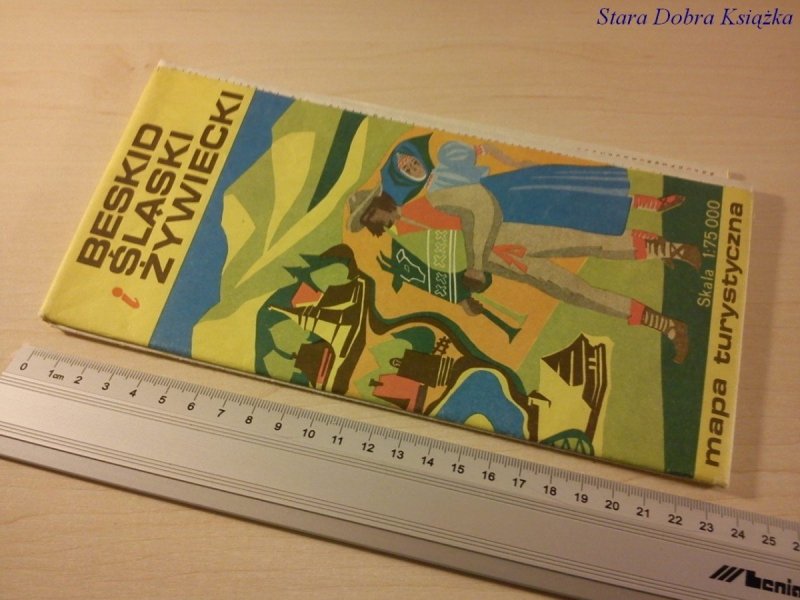 Stara Dobra Książka
BESKID
ŚLĄSKI
i ŻYWIECKI
Skala 1:75 000
mapa turystyczna
0 1cm 2 3 4 5 6 7 8 9 10 11 12 13 14 15 16 17 18 19 20 21 22 23 24 25